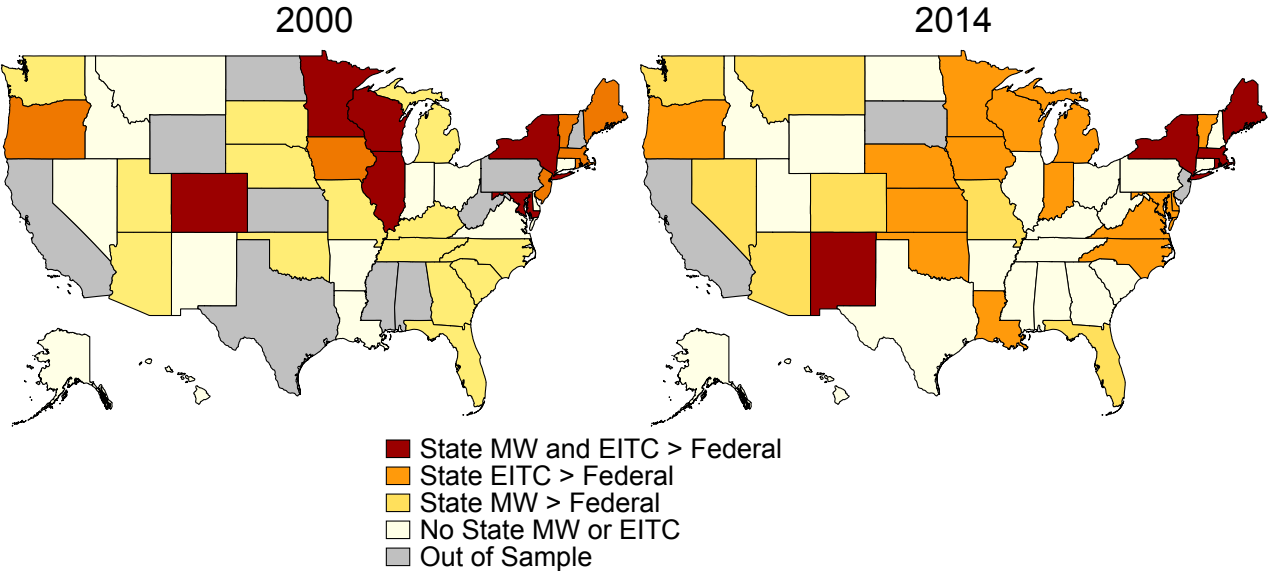 2000
2014
State MW and EITC > Federal
State EITC > Federal
State MW > Federal
No State MW or EITC
Out of Sample